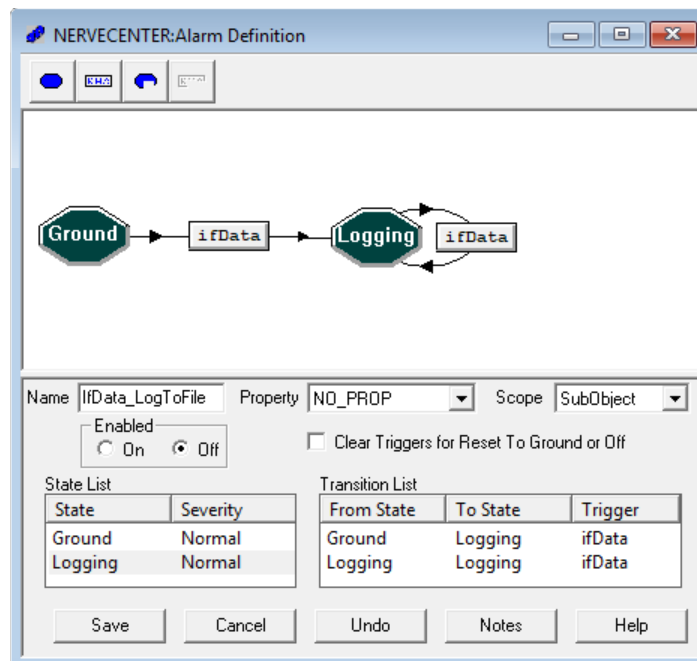 NERVECENTER:Alarm Definition
Ground ifData Logging ifData
Name IfData_LogToFile Property NO_PROP Scope SubObject
Enabled
On Off Clear Triggers for Reset To Ground or Off
State List Transition List
State Severity From State To State Trigger
Ground Normal Ground Logging ifData
Logging Normal Logging Logging ifData
Save Cancel Undo Notes Help